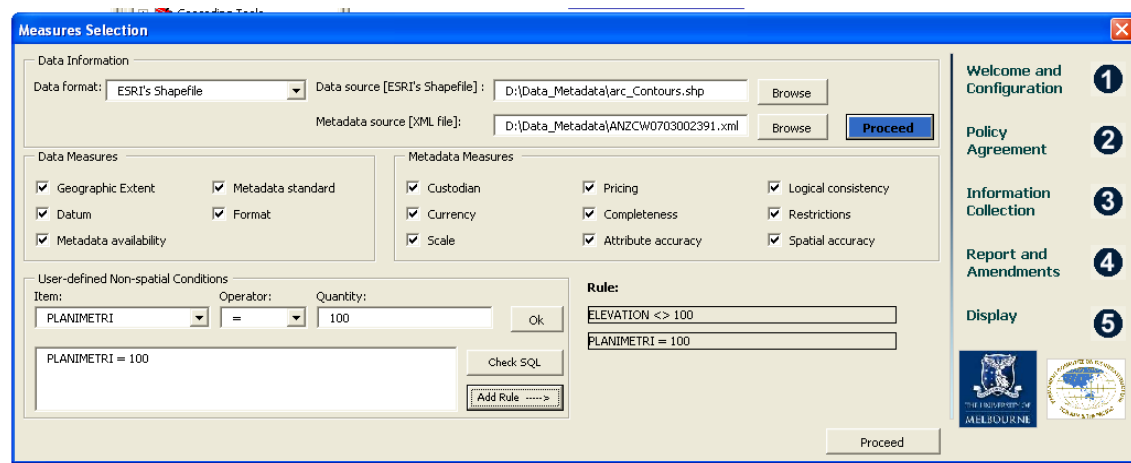 Measures Selection
Data Information
Data format: ESRI's Shapefile
Data source [ESRI's Shapefile] : D:\Data_Metadata\arc_Contours.shp Browse
Metadata source [XML file]: D:\Data_Metadata\ANZCW0703002391.xml Browse Proceed
Data Measures
Geographic Extent Metadata standard
Datum Format
Metadata availability
Metadata Measures
Custodian Pricing Logical consistency
Currency Completeness Restrictions
Scale Attribute accuracy Spatial accuracy
User-defined Non-spatial Conditions
Item: Operator: Quantity:
PLANIMETRI = 100 Ok
PLANIMETRI = 100
Check SQL
Add Rule ----->
Rule:
ELEVATION <> 100
PLANIMETRI = 100
Proceed
Welcome and
Configuration 1
Policy
Agreement 2
Information
Collection 3
Report and
Amendments 4
Display 5
THE UNIVERSITY OF
MELBOURNE